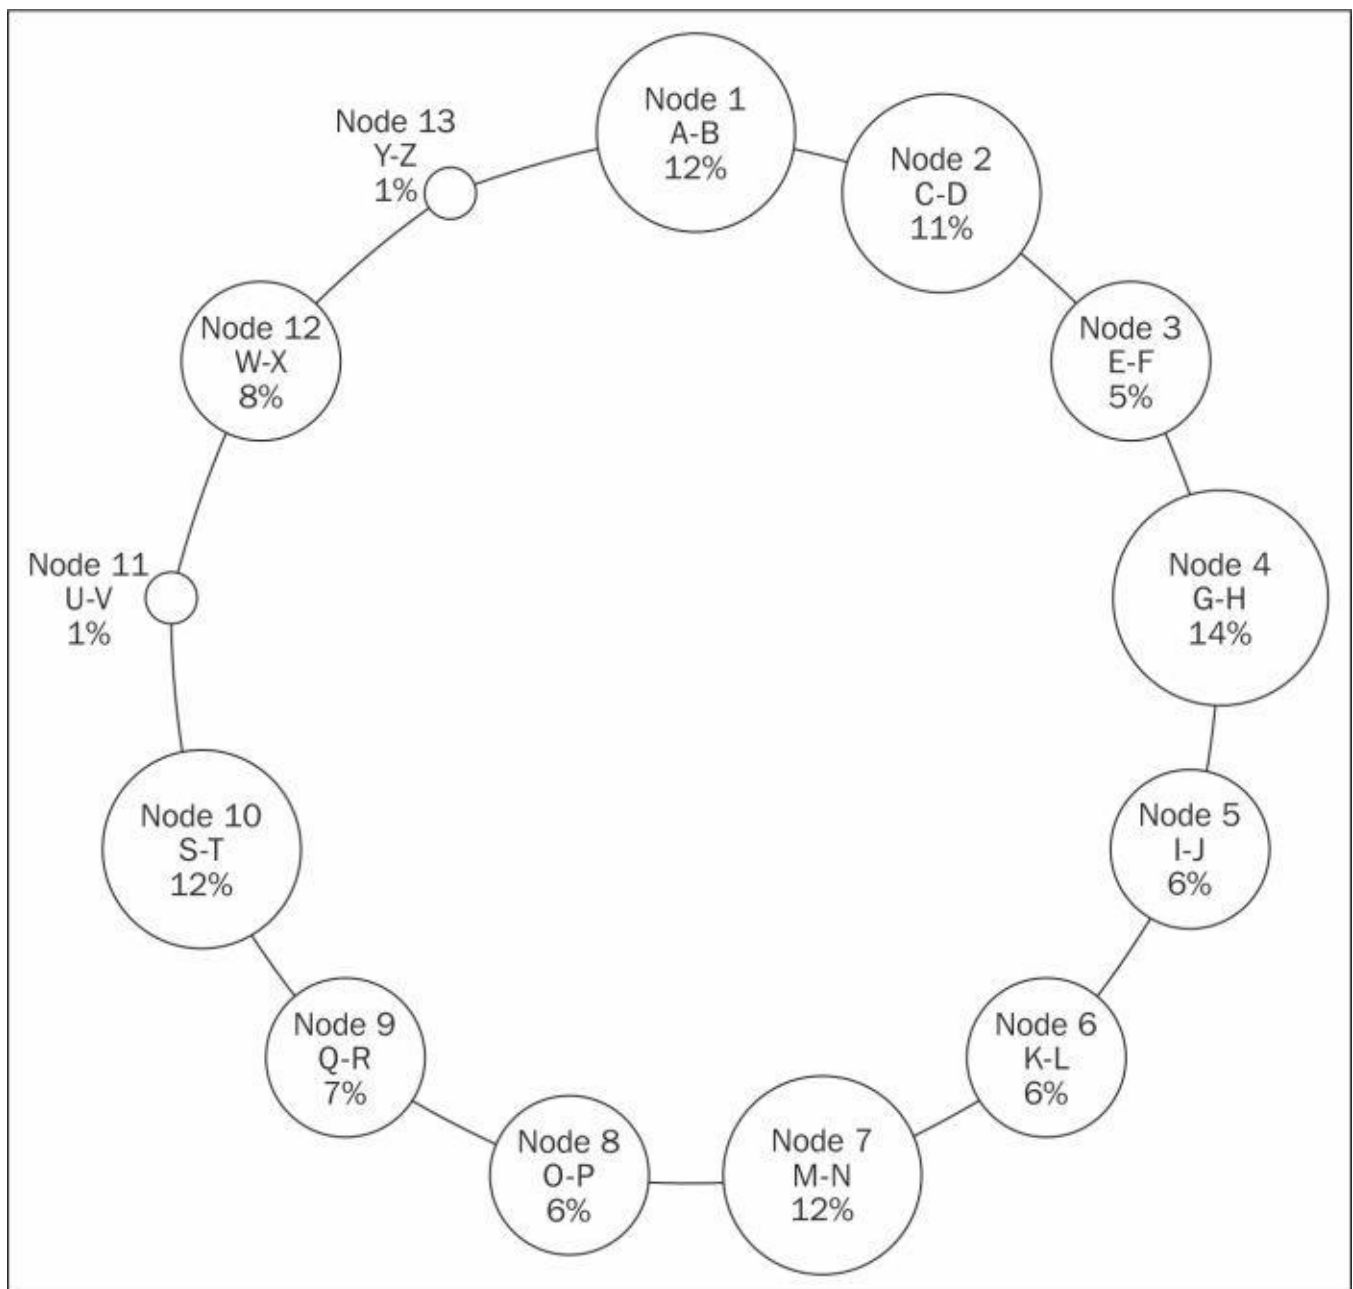 Node 1
A-B
12%
Node 2
C-D
11%
Node 3
E-F
5%
Node 4
G-H
14%
Node 5
I-J
6%
Node 6
K-L
6%
Node 7
M-N
12%
Node 8
O-P
6%
Node 9
Q-R
7%
Node 10
S-T
12%
Node 11
U-V
1%
Node 12
W-X
8%
Node 13
Y-Z
1%